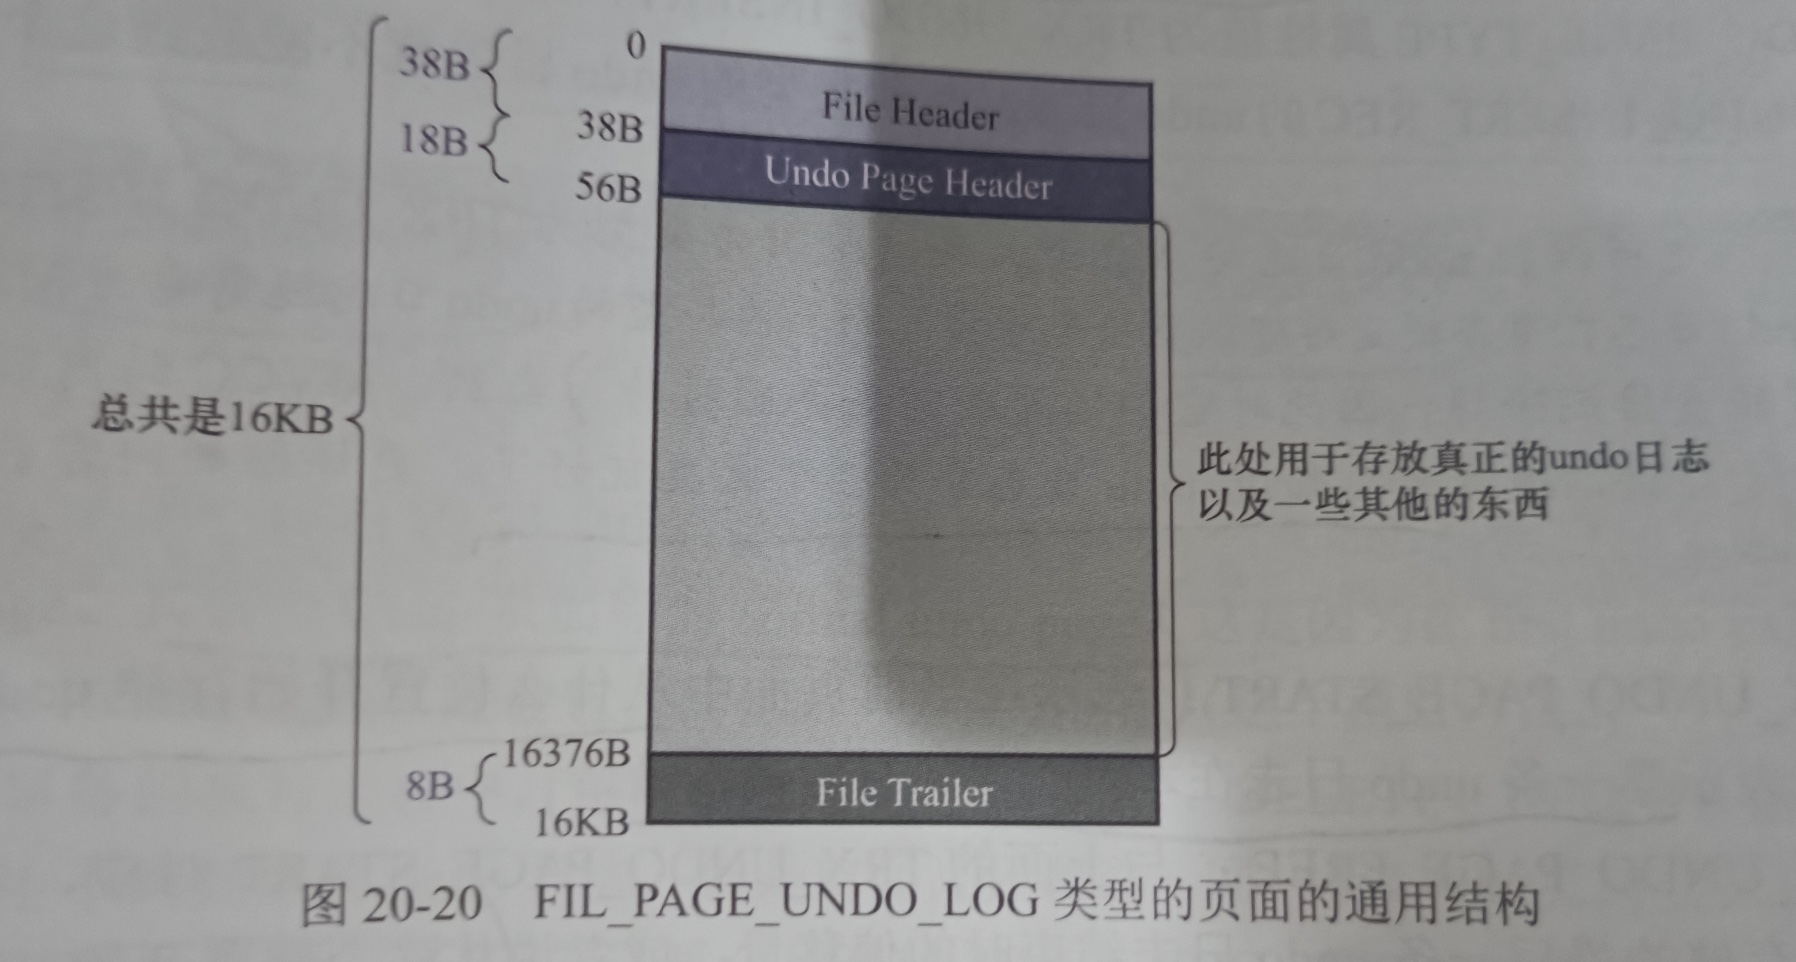 0
38B
File Header
18B
38B
Undo Page Header
56B
总共是16KB
此处用于存放真正的undo日志
以及一些其他的东西
16376B
8B
File Trailer
16KB
图 20-20 FIL_PAGE_UNDO_LOG 类型的页面的通用结构